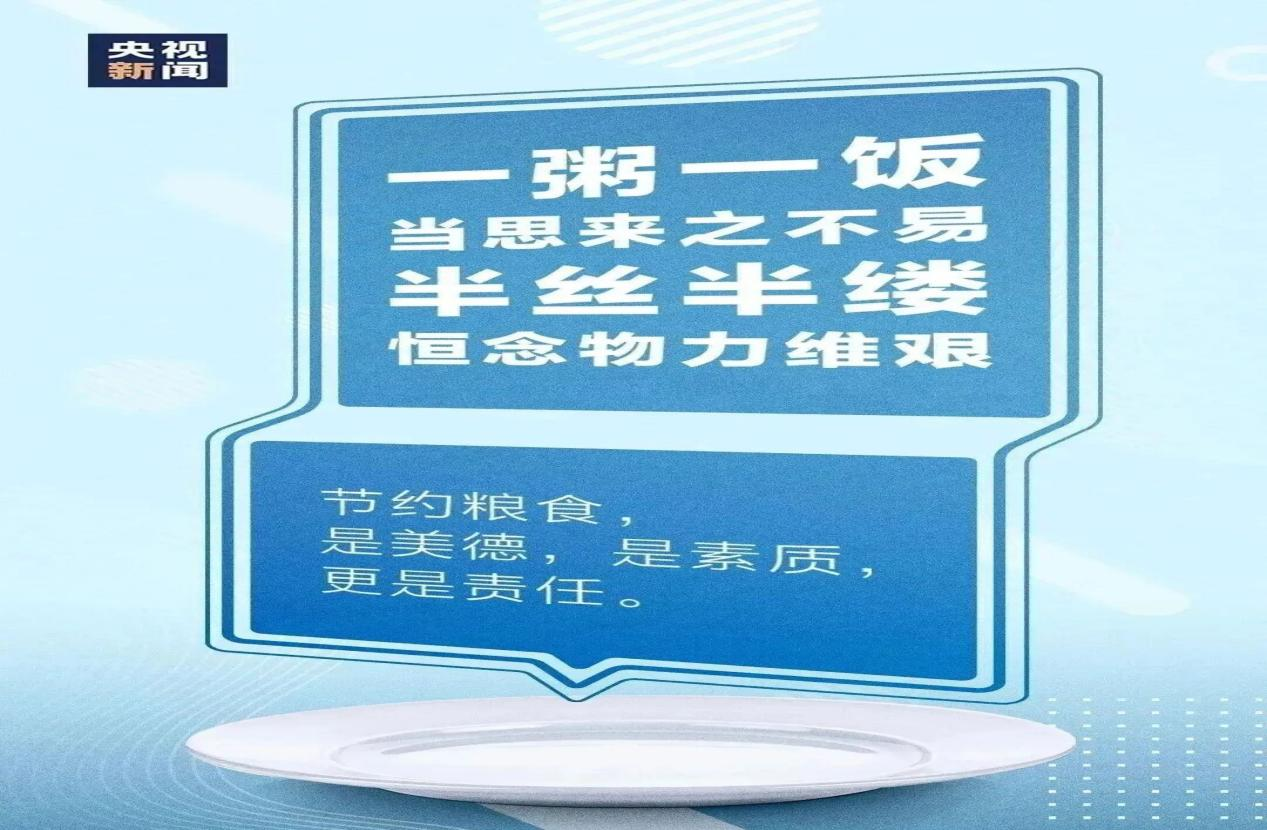 央视
新闻
一粥一饭
当思来之不易
半丝半缕
恒念物力维艰
节约粮食，
是美德，是素质，
更是责任。